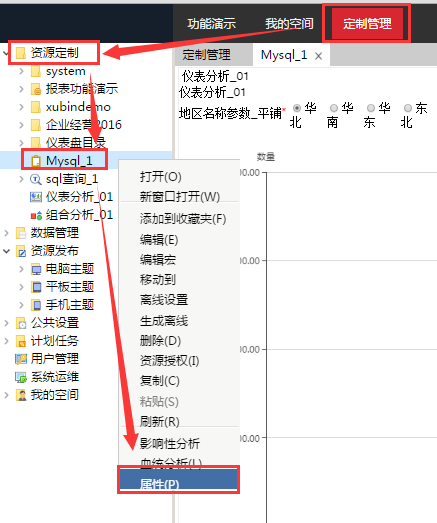 功能演示 我的空间 定制管理
资源定制
system
报表功能演示
xubindemo
企业经营2016
仪表盘目录
Mysql_1
sql查询_1
仪表分析_01
组合分析_01
数据管理
资源发布
电脑主题
平板主题
手机主题
公共设置
计划任务
用户管理
系统运维
我的空间
定制管理 Mysql_1 ×
仪表分析_01
仪表分析_01
地区名称参数_平铺* 华北 华南 华东 东北
数量
00.00
00.00
00.00
00.00
打开(O)
新窗口打开(W)
添加到收藏夹(F)
编辑(E)
编辑宏
移动到
离线设置
生成离线
删除(D)
资源授权(I)
复制(C)
粘贴(S)
刷新(R)
影响性分析
血统分析(L)
属性(P)